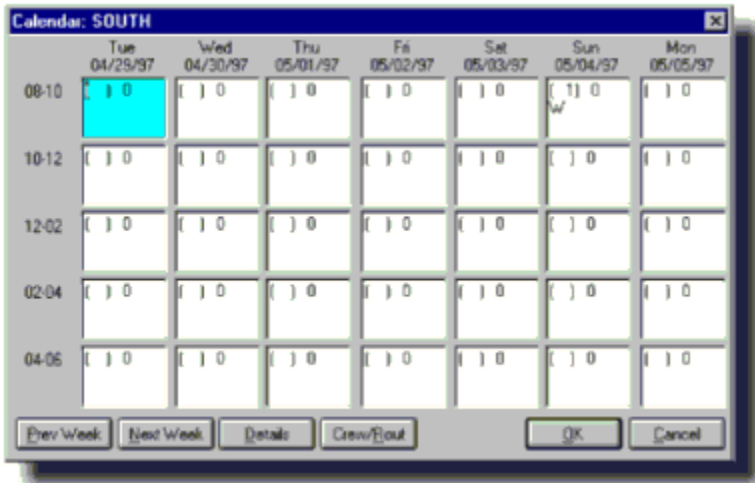 Calendar: SOUTH
Tue Wed Thu Fri Sat Sun Mon
04/29/97 04/30/97 05/01/97 05/02/97 05/03/97 05/04/97 05/05/97
08-10 [ ] 0 [ ] 0 [ ] 0 [ ] 0 [ ] 0 [ 1] 0 [ ] 0
W
10-12 [ ] 0 [ ] 0 [ ] 0 [ ] 0 [ ] 0 [ ] 0 [ ] 0
12-02 [ ] 0 [ ] 0 [ ] 0 [ ] 0 [ ] 0 [ ] 0 [ ] 0
02-04 [ ] 0 [ ] 0 [ ] 0 [ ] 0 [ ] 0 [ ] 0 [ ] 0
04-06 [ ] 0 [ ] 0 [ ] 0 [ ] 0 [ ] 0 [ ] 0 [ ] 0
Prev Week Next Week Details Crew/Rout OK Cancel